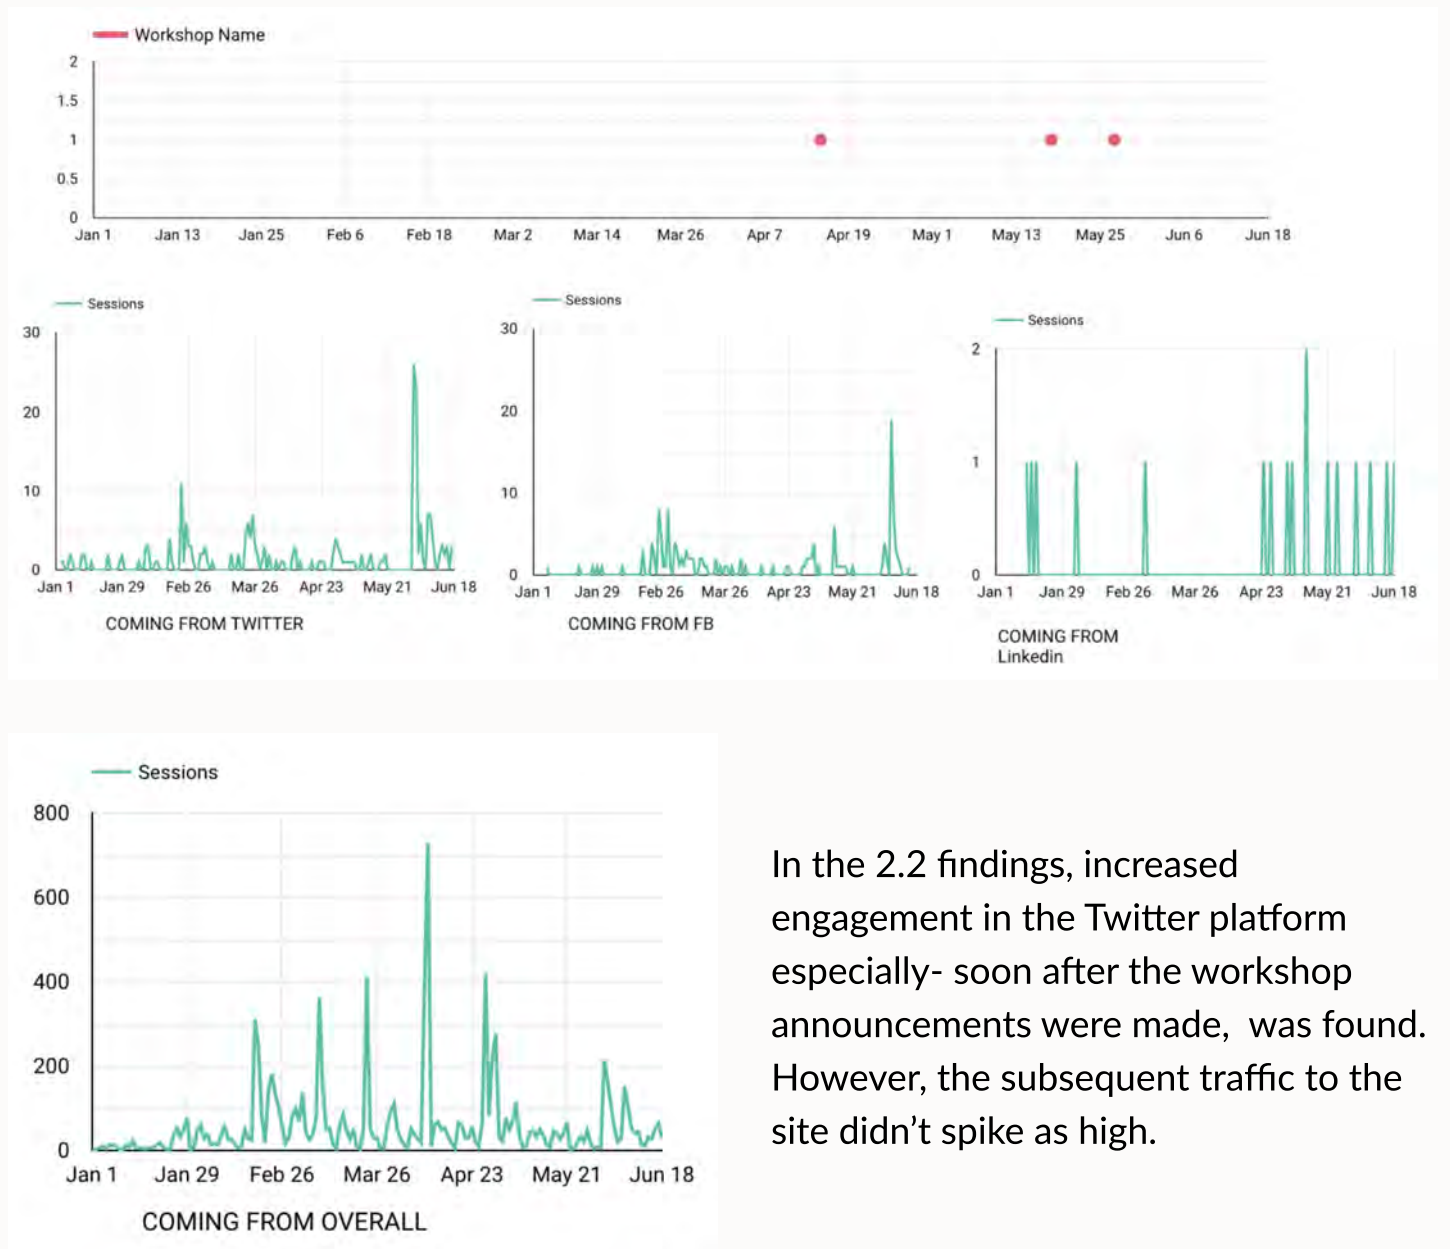 Workshop Name
2
1.5
1
0.5
0
Jan 1 Jan 13 Jan 25 Feb 6 Feb 18 Mar 2 Mar 14 Mar 26 Apr 7 Apr 19 May 1 May 13 May 25 Jun 6 Jun 18
Sessions
30
20
10
0
Jan 1 Jan 29 Feb 26 Mar 26 Apr 23 May 21 Jun 18
COMING FROM TWITTER
Sessions
30
20
10
0
Jan 1 Jan 29 Feb 26 Mar 26 Apr 23 May 21 Jun 18
COMING FROM FB
Sessions
2
1
0
Jan 1 Jan 29 Feb 26 Mar 26 Apr 23 May 21 Jun 18
COMING FROM
Linkedin
Sessions
800
600
400
200
0
Jan 1 Jan 29 Feb 26 Mar 26 Apr 23 May 21 Jun 18
COMING FROM OVERALL
In the 2.2 findings, increased
engagement in the Twitter platform
especially- soon after the workshop
announcements were made,  was found.
However, the subsequent traffic to the
site didn’t spike as high.